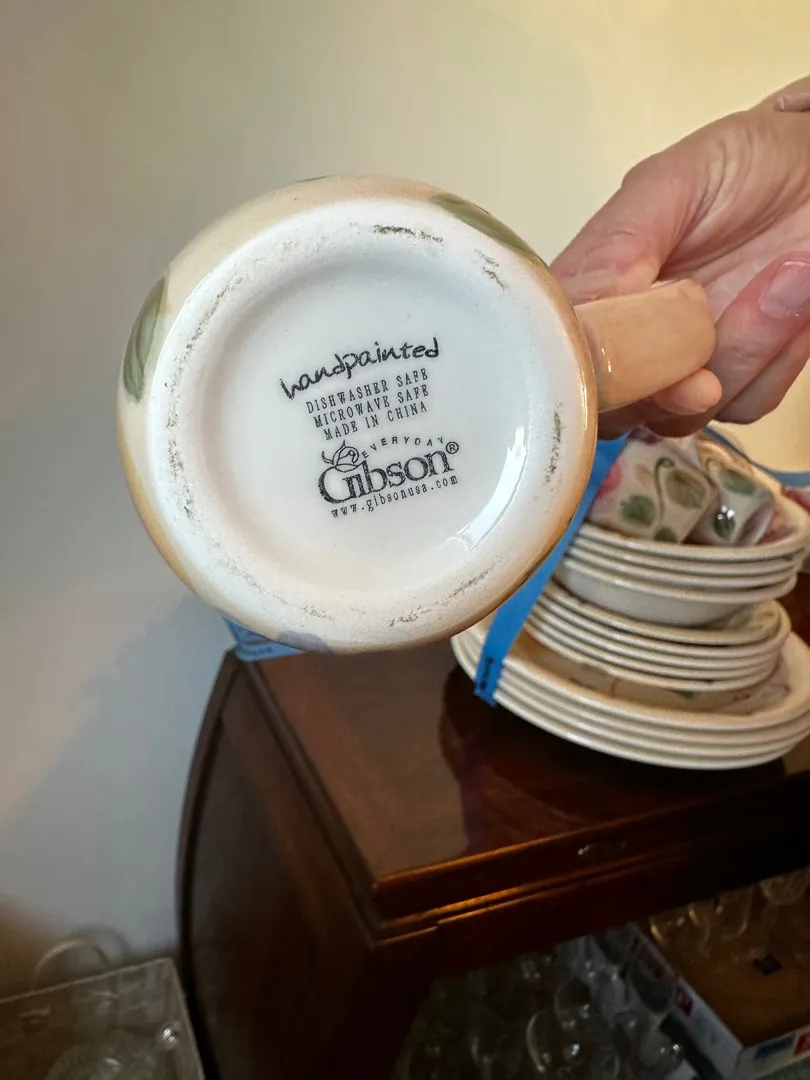 handpainted
DISHWASHER SAFE
MICROWAVE SAFE
MADE IN CHINA
EVERYDAY
Gibson®
www.gibsonusa.com